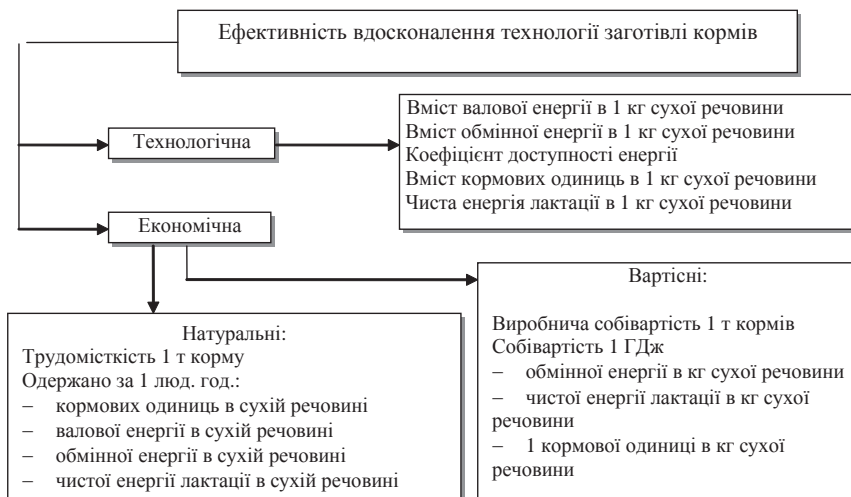 Ефективність вдосконалення технології заготівлі кормів
Технологічна
Вміст валової енергії в 1 кг сухої речовини
Вміст обмінної енергії в 1 кг сухої речовини
Коефіцієнт доступності енергії
Вміст кормових одиниць в 1 кг сухої речовини
Чиста енергія лактації в 1 кг сухої речовини
Економічна
Натуральні:
Трудомісткість 1 т корму
Одержано за 1 люд. год.:
– кормових одиниць в сухій речовині
– валової енергії в сухій речовині
– обмінної енергії в сухій речовині
– чистої енергії лактації в сухій речовині
Вартісні:
Виробнича собівартість 1 т кормів
Собівартість 1 ГДж
– обмінної енергії в кг сухої речовини
– чистої енергії лактації в кг сухої
речовини
– 1 кормової одиниці в кг сухої
речовини